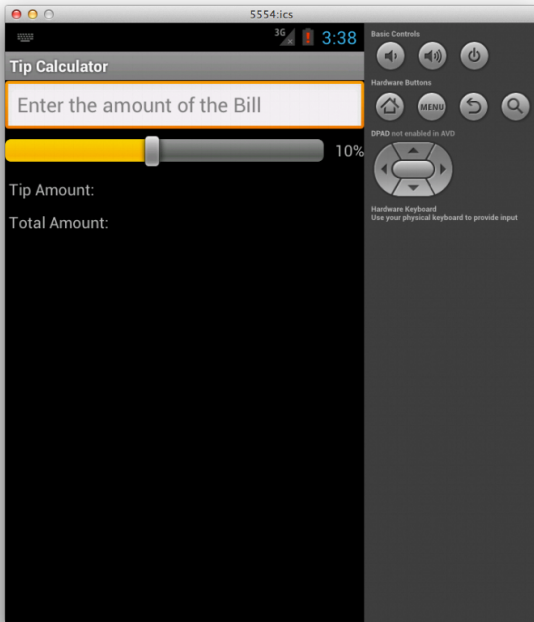 5554:ics
3G
3:38
Tip Calculator
Enter the amount of the Bill
10%
Tip Amount:
Total Amount:
Basic Controls
Hardware Buttons
MENU
DPAD not enabled in AVD
Hardware Keyboard
Use your physical keyboard to provide input